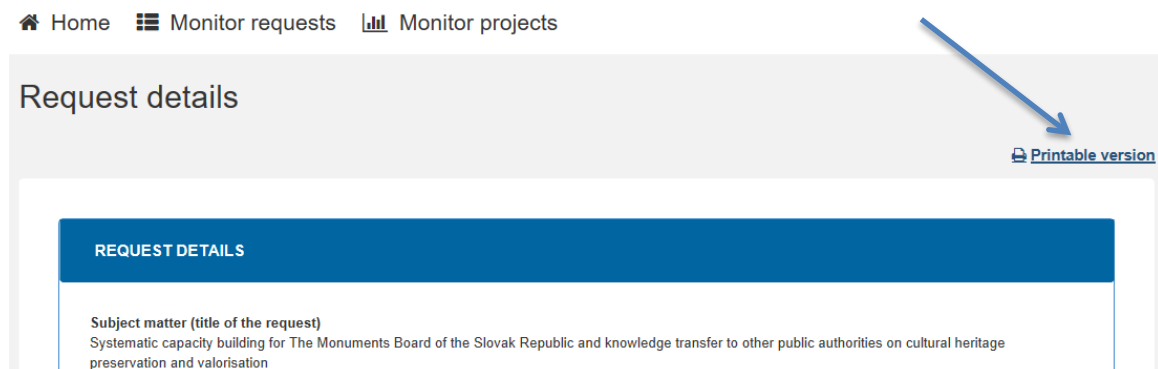 Home Monitor requests Monitor projects
Request details
Printable version
REQUEST DETAILS
Subject matter (title of the request)
Systematic capacity building for The Monuments Board of the Slovak Republic and knowledge transfer to other public authorities on cultural heritage
preservation and valorisation